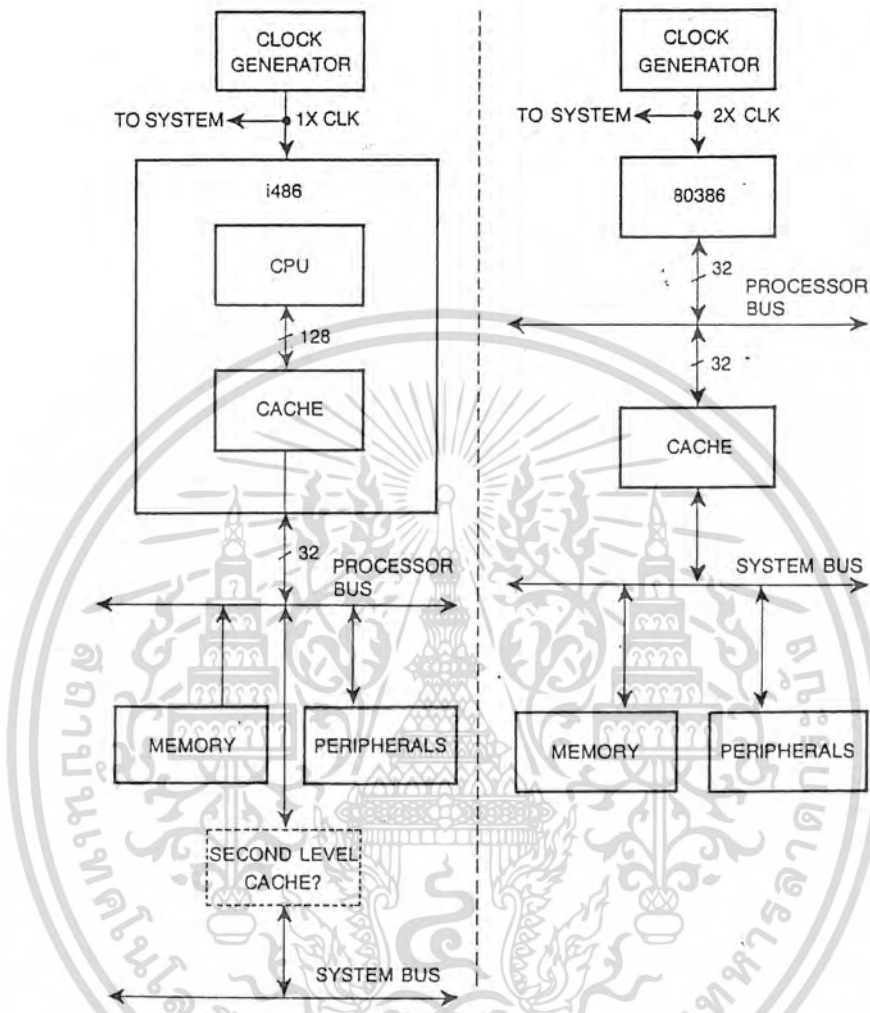 CLOCK
GENERATOR
TO SYSTEM
1X CLK
i486
CPU
128
CACHE
32
PROCESSOR
BUS
MEMORY
PERIPHERALS
SECOND LEVEL
CACHE?
SYSTEM BUS
CLOCK
GENERATOR
TO SYSTEM
2X CLK
80386
32
PROCESSOR
BUS
32
CACHE
SYSTEM BUS
MEMORY
PERIPHERALS